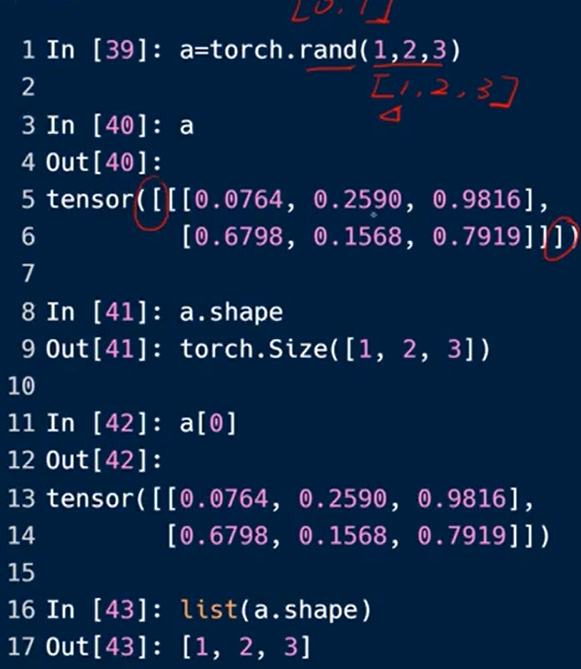 [0,1]
1 In [39]: a=torch.rand(1,2,3)
[1,2,3]
2
3 In [40]: a
4 Out[40]:
5 tensor([[[0.0764, 0.2590, 0.9816],
6 [0.6798, 0.1568, 0.7919]]])
7
8 In [41]: a.shape
9 Out[41]: torch.Size([1, 2, 3])
10
11 In [42]: a[0]
12 Out[42]:
13 tensor([[0.0764, 0.2590, 0.9816],
14 [0.6798, 0.1568, 0.7919]])
15
16 In [43]: list(a.shape)
17 Out[43]: [1, 2, 3]